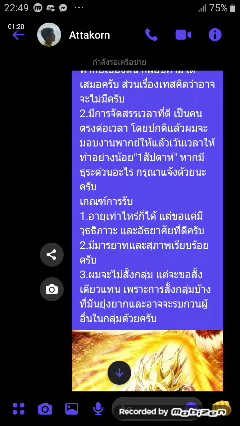 22:49
75%
01:20
Attakorn
กำลังรอเครือข่าย
เสมอครับ ส่วนเรื่องเทสคิดว่าอาจ
จะไม่มีครับ
2.มีการจัดสรรเวลาที่ดี เป็นคน
ตรงต่อเวลา โดยปกติแล้วผมจะ
มอบงานพากย์ให้แล้วเว้นเวลาให้
ทำอย่างน้อย"1สัปดาห์" หากมี
ธุระด่วนอะไร กรุณาแจ้งด้วยนะ
ครับ
เกณฑ์การรับ
1.อายุเท่าไหร่ก็ได้ แต่ขอแค่มี
วุฒิภาวะ และอัธยาศัยที่ดีครับ
2.มีมารยาทและสุภาพเรียบร้อย
ครับ
3.ผมจะไม่สั่งกลุ่ม แต่จะขอสั่ง
เดียวแทน เพราะการสั่งกลุ่มบ้าง
ที่มันยุ่งยากและอาจจะรบกวนผู้
อื่นในกลุ่มด้วยครับ
Recorded by
Mobizen